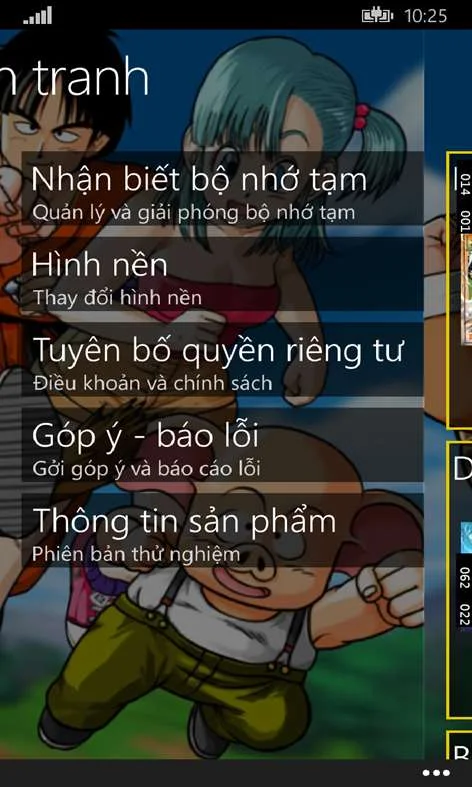 10:25
n tranh
Nhận biết bộ nhớ tạm
Quản lý và giải phóng bộ nhớ tạm
Hình nền
Thay đổi hình nền
Tuyên bố quyền riêng tư
Điều khoản và chính sách
Góp ý - báo lỗi
Gởi góp ý và báo cáo lỗi
Thông tin sản phẩm
Phiên bản thử nghiệm
014
001
D
062
022